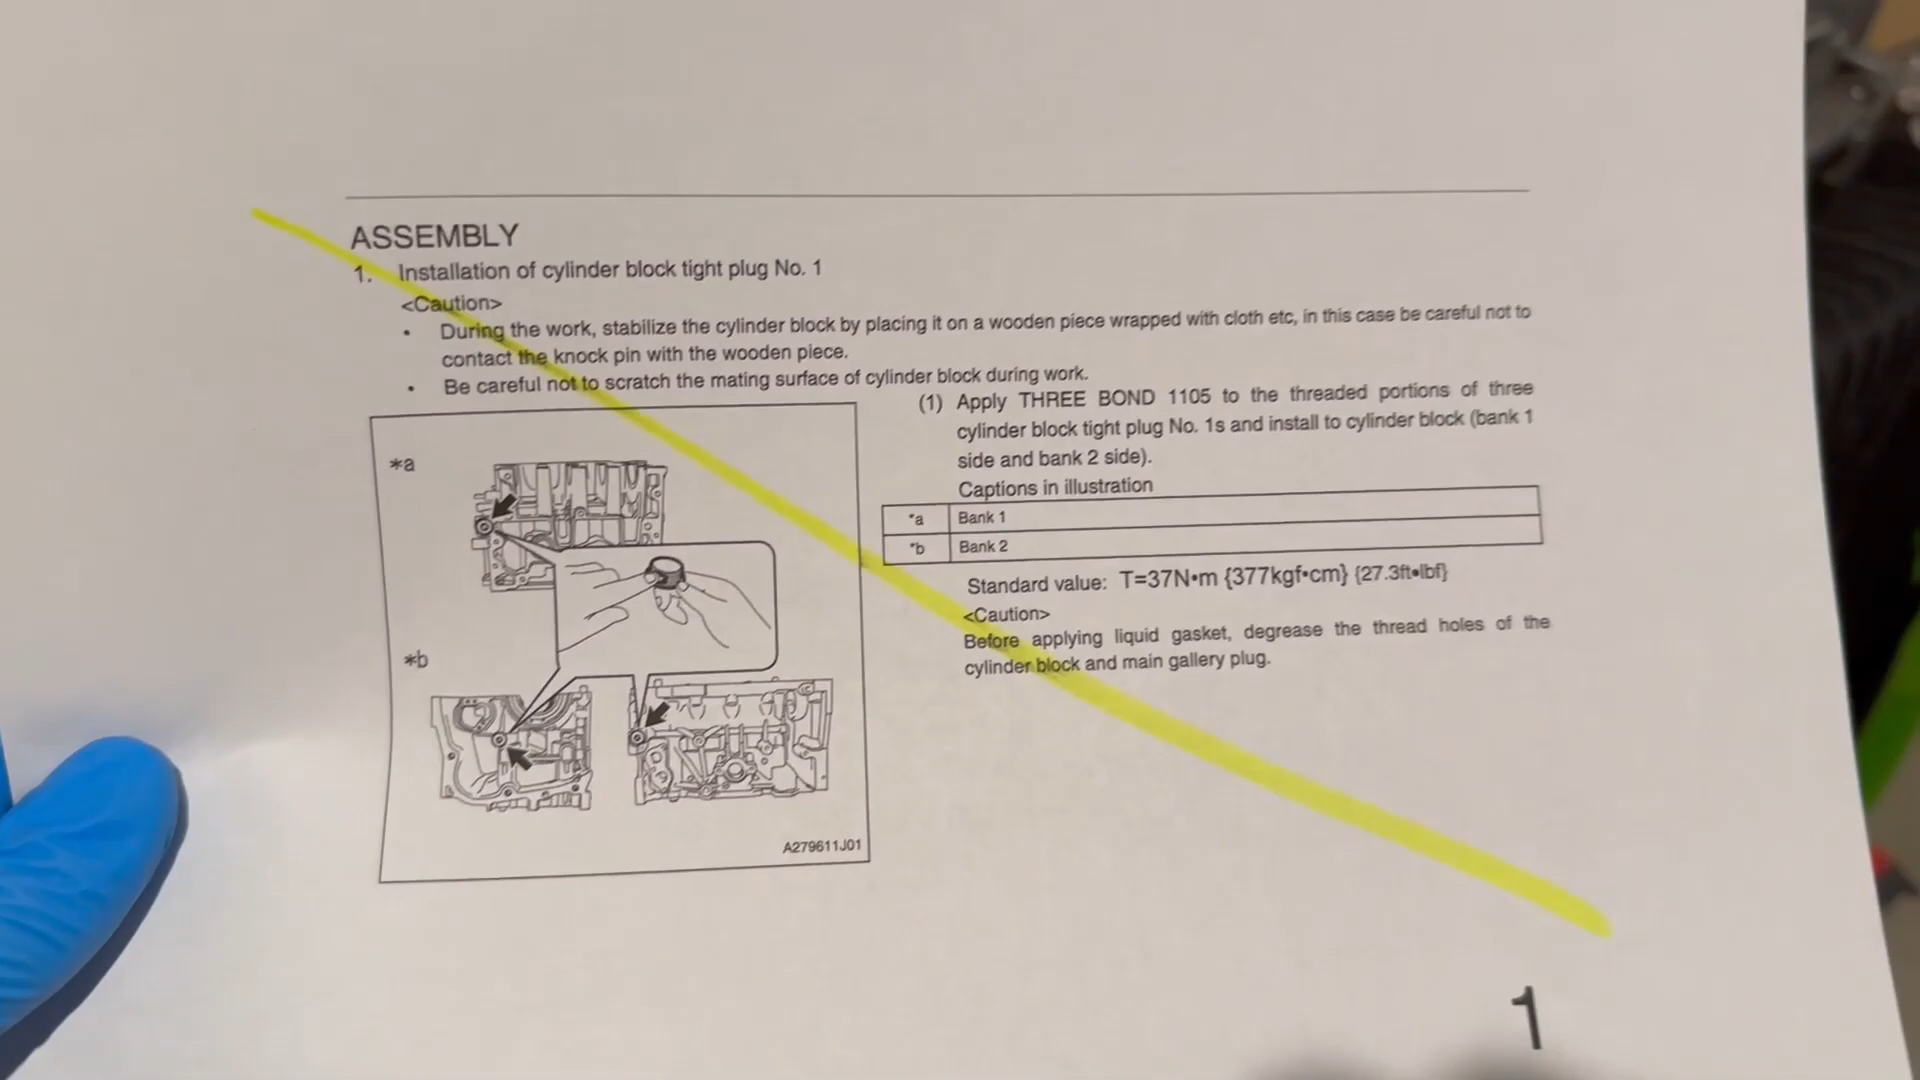 ASSEMBLY
1. Installation of cylinder block tight plug No. 1
<Caution>
• During the work, stabilize the cylinder block by placing it on a wooden piece wrapped with cloth etc, in this case be careful not to
contact the knock pin with the wooden piece.
• Be careful not to scratch the mating surface of cylinder block during work.
*a
*b
A279611J01
(1) Apply THREE BOND 1105 to the threaded portions of three
cylinder block tight plug No. 1s and install to cylinder block (bank 1
side and bank 2 side).
Captions in illustration
*a Bank 1
*b Bank 2
Standard value: T=37N•m {377kgf•cm} {27.3ft•lbf}
<Caution>
Before applying liquid gasket, degrease the thread holes of the
cylinder block and main gallery plug.
1